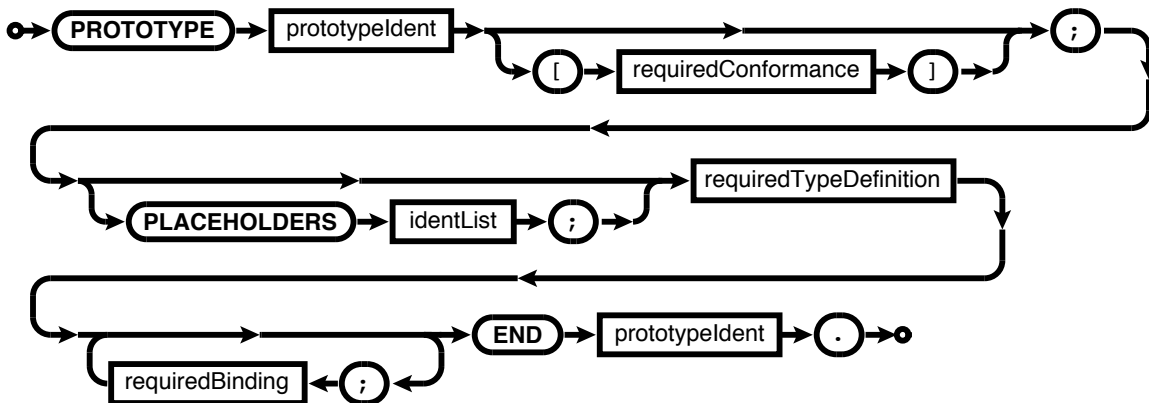 PROTOTYPE prototypeIdent ;
[ requiredConformance ]
requiredTypeDefinition
PLACEHOLDERS identList ;
END prototypeIdent .
requiredBinding ;